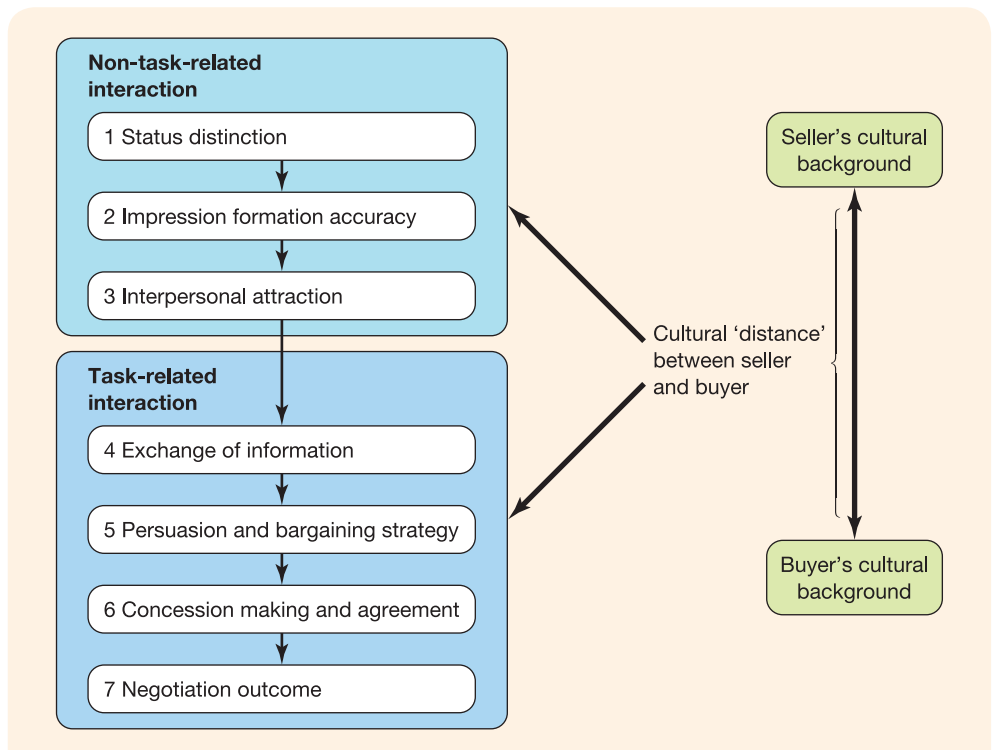 Non-task-related
interaction
1 Status distinction
2 Impression formation accuracy
3 Interpersonal attraction
Task-related
interaction
4 Exchange of information
5 Persuasion and bargaining strategy
6 Concession making and agreement
7 Negotiation outcome
Cultural ‘distance’
between seller
and buyer
Seller’s cultural
background
Buyer’s cultural
background